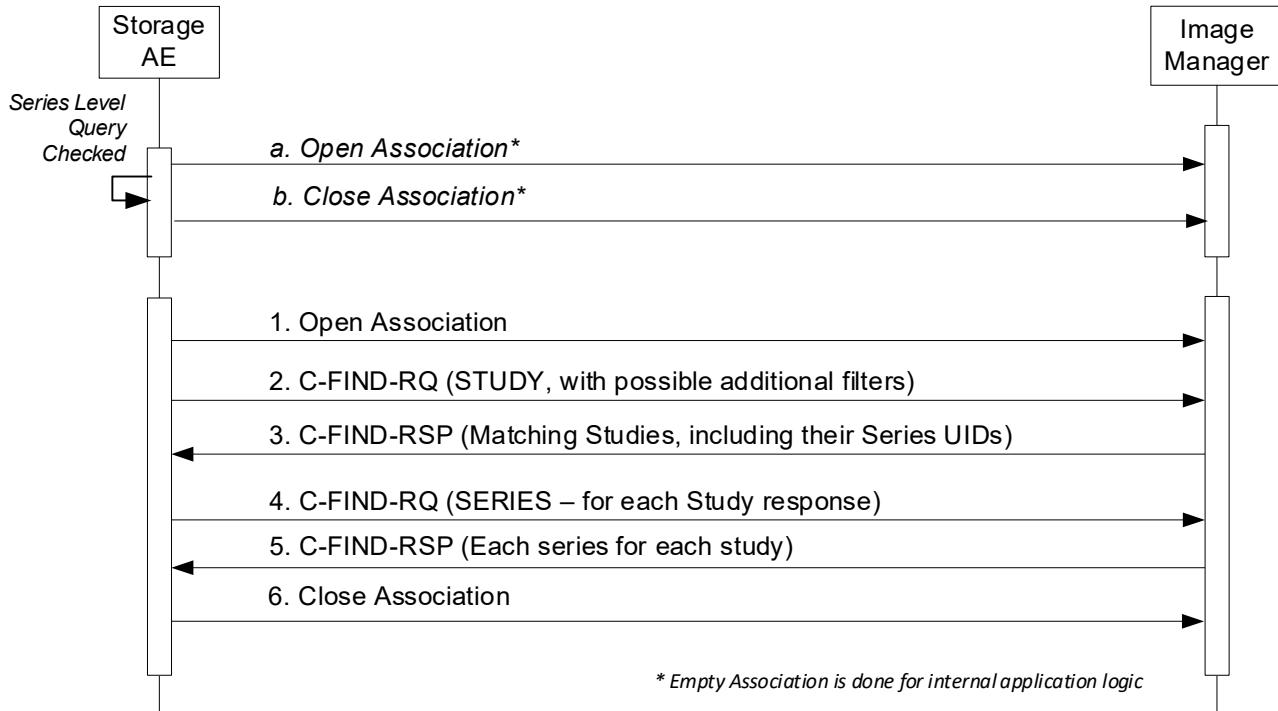 Storage
AE
Image
Manager
Series Level
Query
Checked
a. Open Association*
b. Close Association*
1. Open Association
2. C-FIND-RQ (STUDY, with possible additional filters)
3. C-FIND-RSP (Matching Studies, including their Series UIDs)
4. C-FIND-RQ (SERIES – for each Study response)
5. C-FIND-RSP (Each series for each study)
6. Close Association
* Empty Association is done for internal application logic